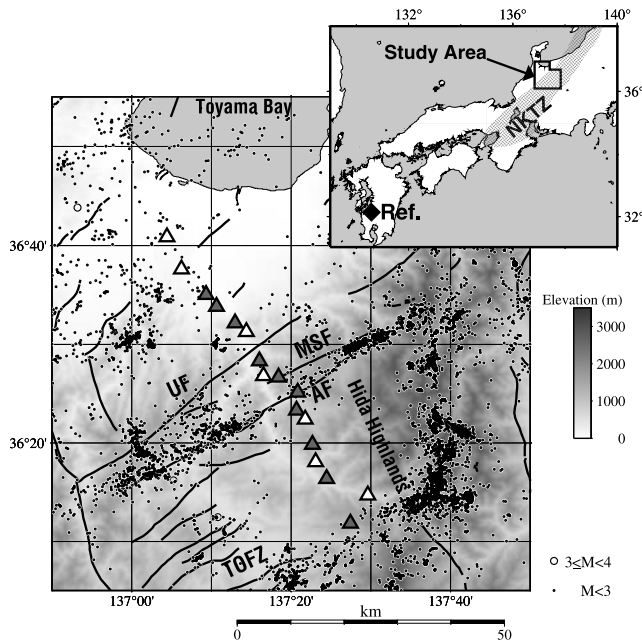 132°
136°
140°
Study Area
36°
NKTZ
Ref.
32°
Toyama Bay
36°40'
Elevation (m)
3000
2000
1000
0
MSF
UF
AF
Hida Highlands
36°20'
TOFZ
3≤M<4
M<3
137°00'
137°20'
137°40'
km
0
50